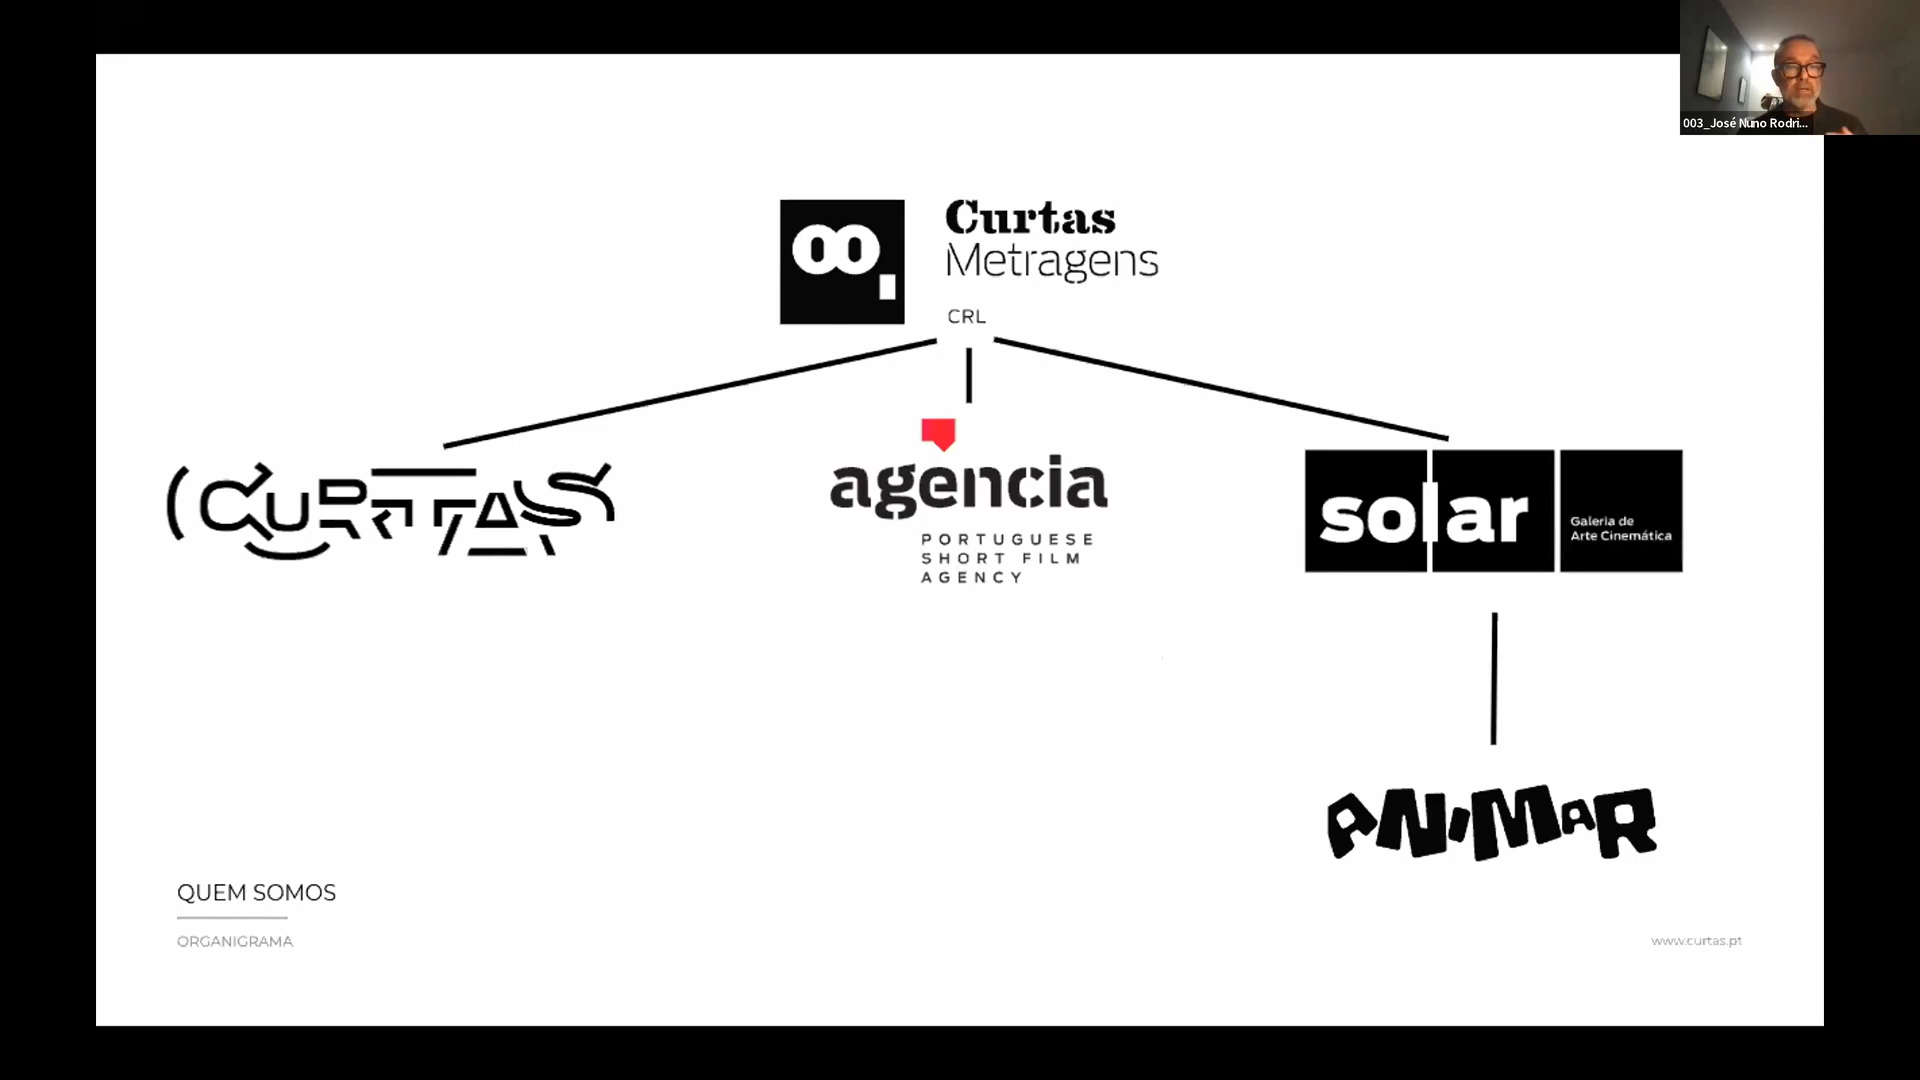 003_José Nuno Rodri...
oo.
Curtas
Metragens
CRL
(CURTAS)
agencia
PORTUGUESE
SHORT FILM
AGENCY
solar
Galeria de
Arte Cinemática
ANIMAR
QUEM SOMOS
ORGANIGRAMA
www.curtas.pt